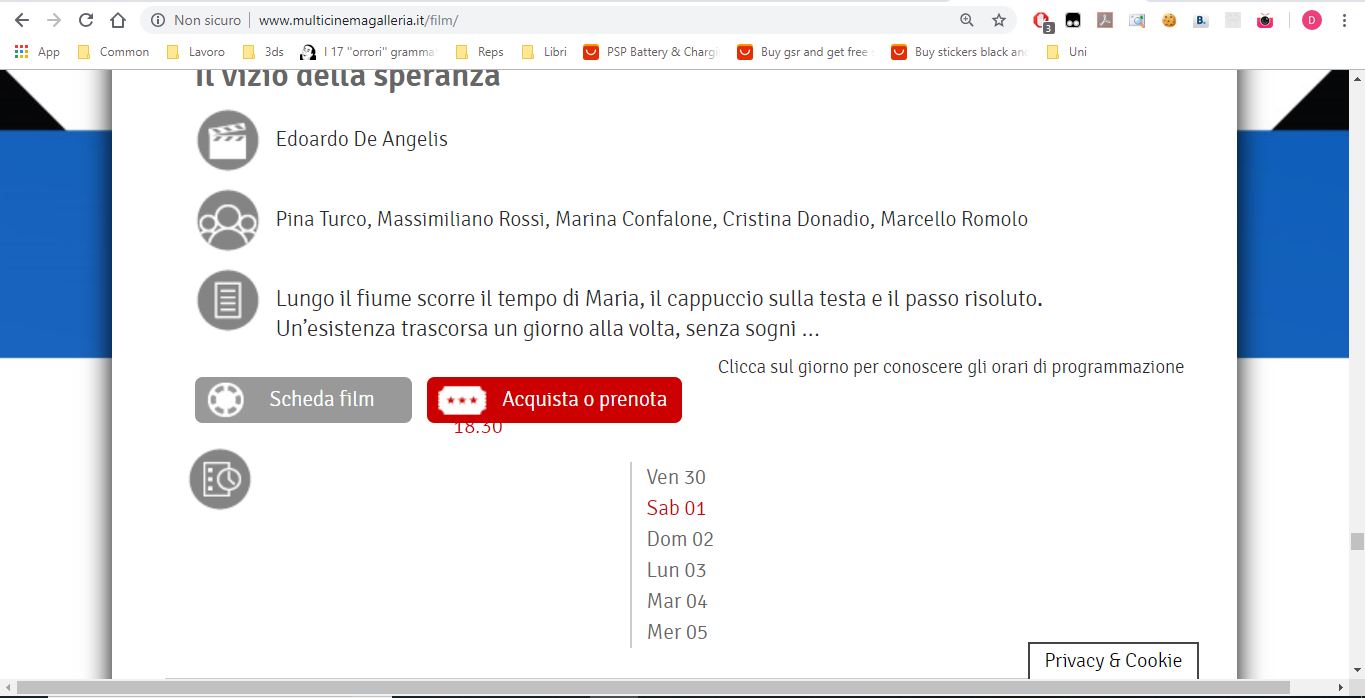 Non sicuro | www.multicinemagalleria.it/film/
3
D
App Common Lavoro 3ds I 17 "orrori" gramma Reps Libri PSP Battery & Chargi Buy gsr and get free Buy stickers black and Uni
Il vizio della speranza
Edoardo De Angelis
Pina Turco, Massimiliano Rossi, Marina Confalone, Cristina Donadio, Marcello Romolo
Lungo il fiume scorre il tempo di Maria, il cappuccio sulla testa e il passo risoluto.
Un’esistenza trascorsa un giorno alla volta, senza sogni ...
Clicca sul giorno per conoscere gli orari di programmazione
Scheda film
Acquista o prenota
18.30
Ven 30
Sab 01
Dom 02
Lun 03
Mar 04
Mer 05
Privacy & Cookie